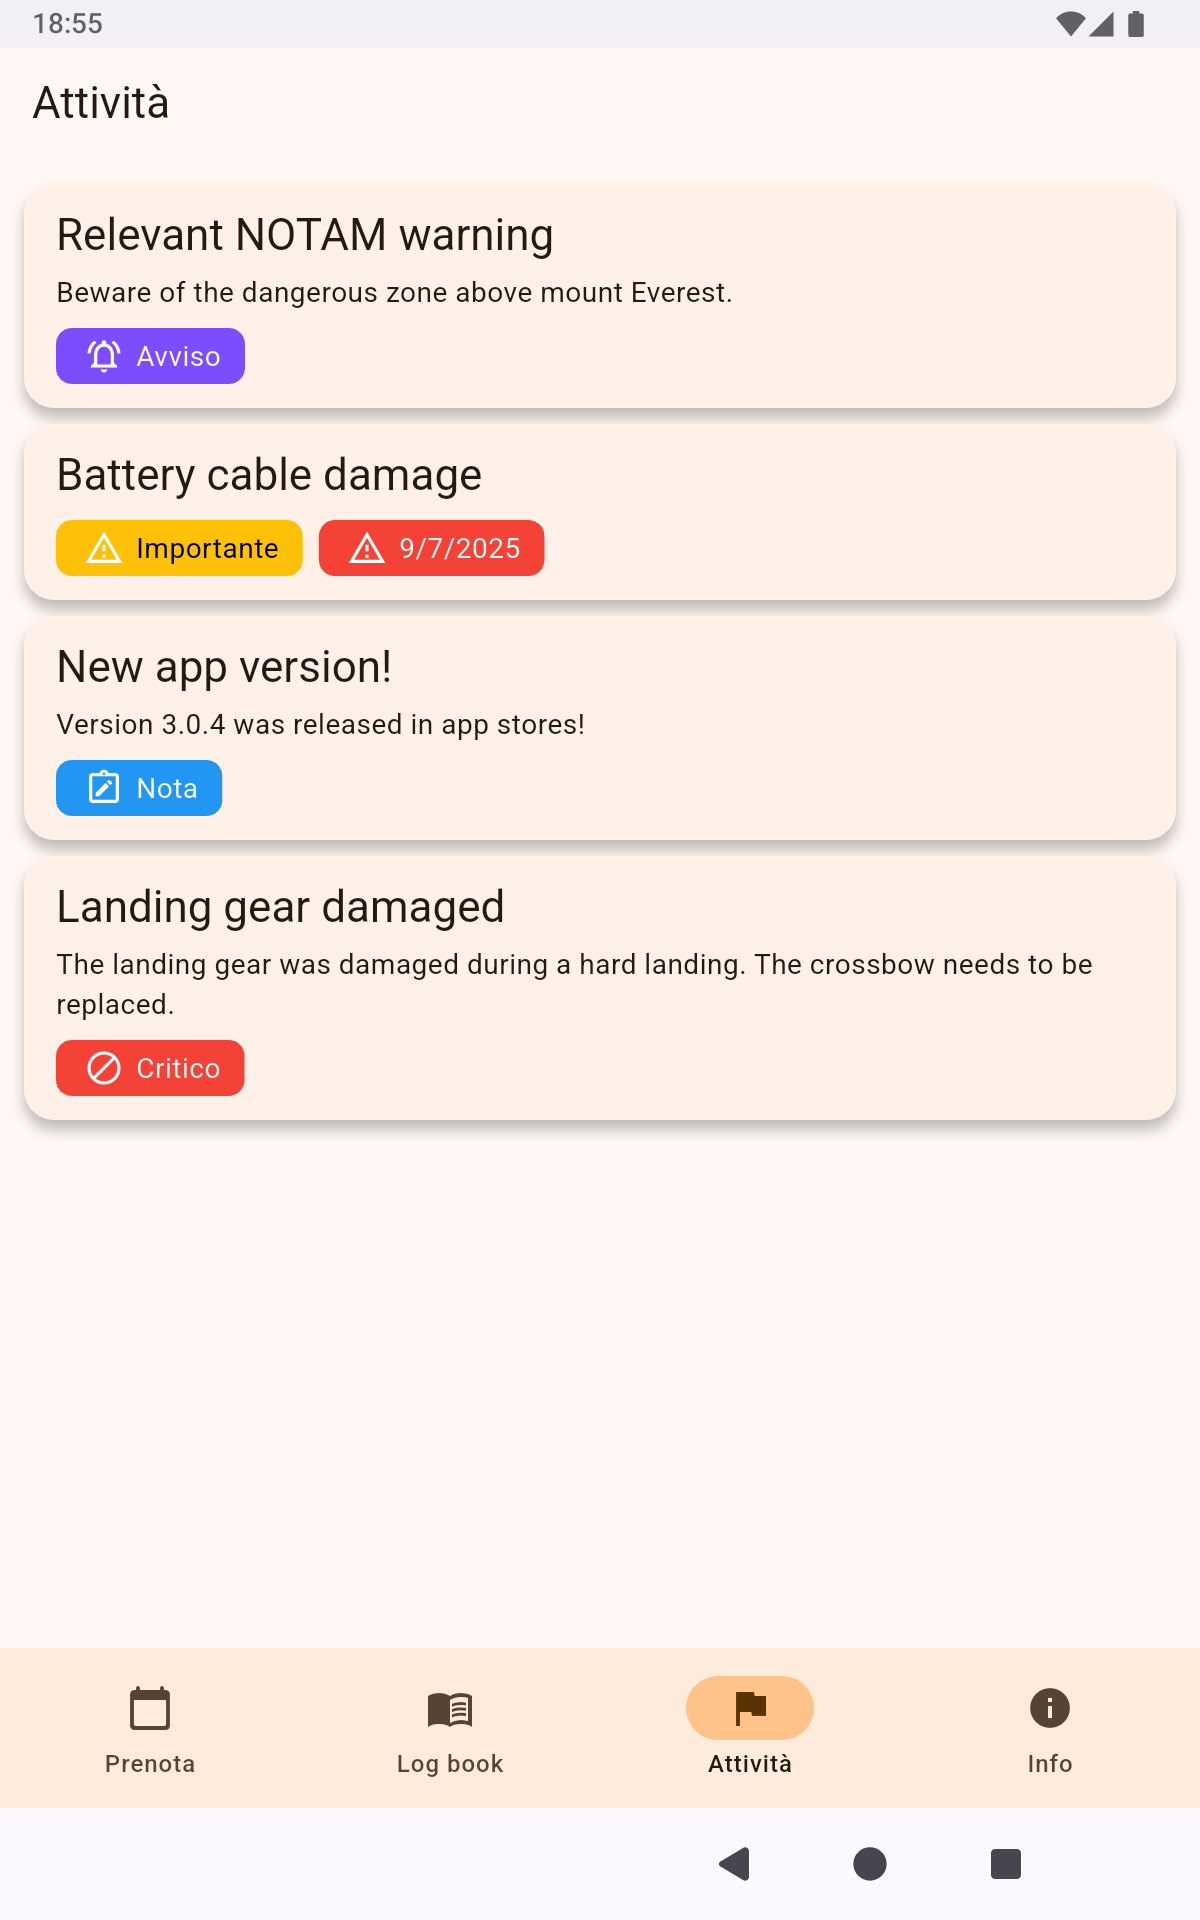 18:55
Attività
Relevant NOTAM warning
Beware of the dangerous zone above mount Everest.
Avviso
Battery cable damage
Importante 9/7/2025
New app version!
Version 3.0.4 was released in app stores!
Nota
Landing gear damaged
The landing gear was damaged during a hard landing. The crossbow needs to be
replaced.
Critico
Prenota Log book Attività Info